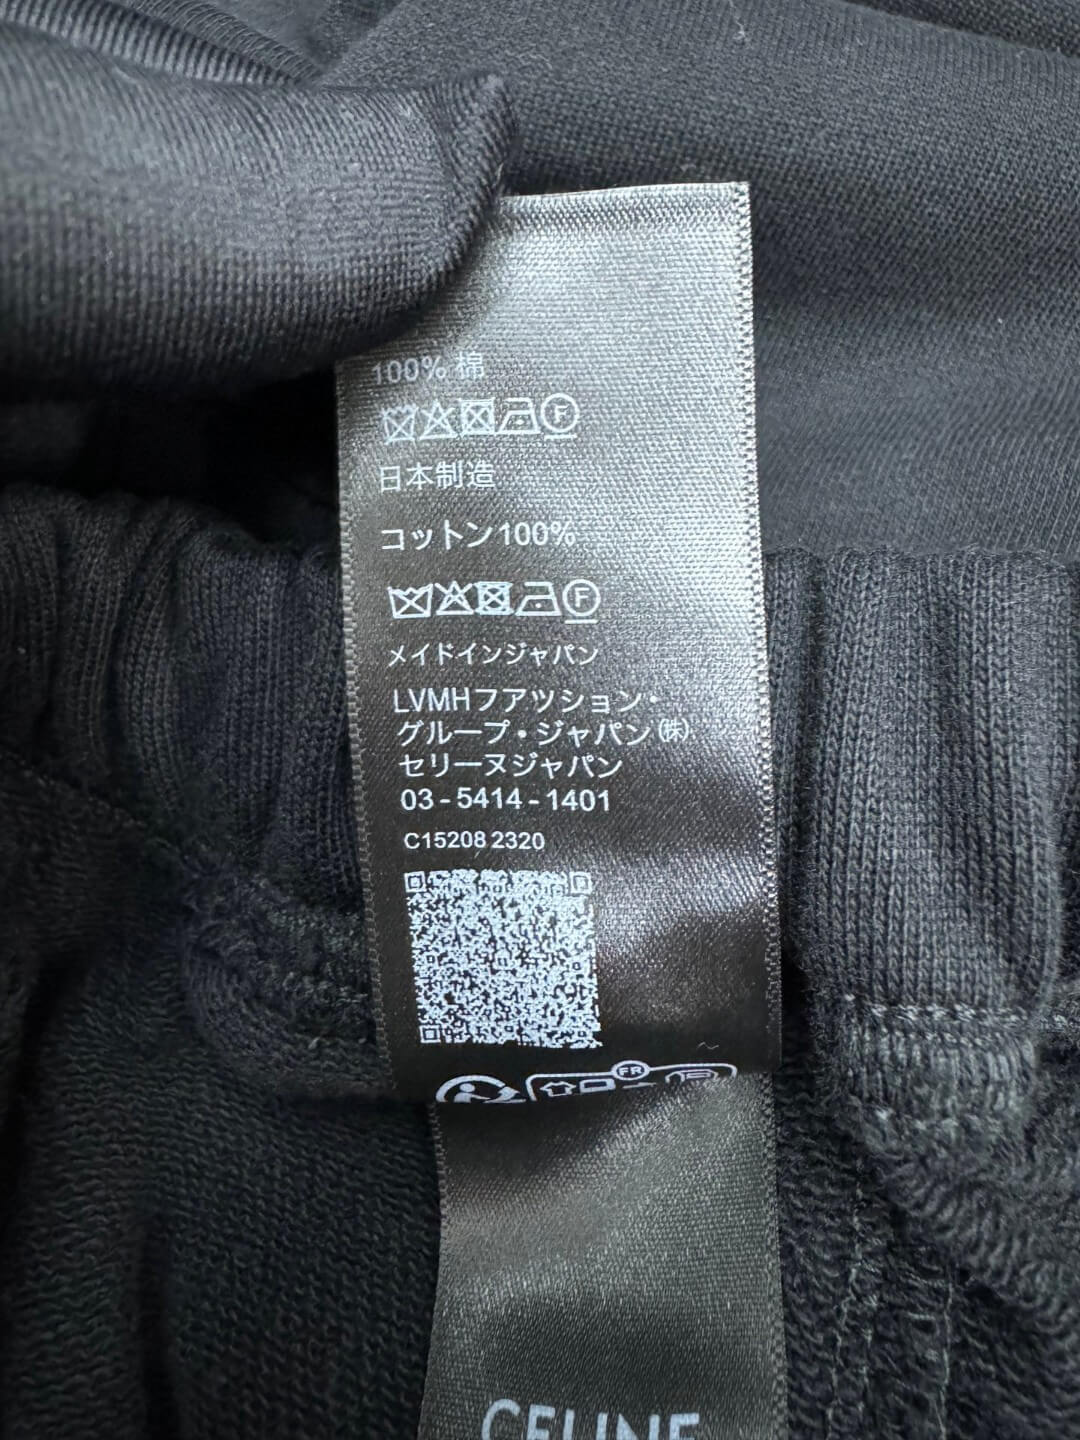 100% 棉
F
日本制造
コットン100%
F
メイドインジャパン
LVMHフアツション・
グループ・ジャパン(株)
セリーヌジャパン
03-5414-1401
C15208 2320
FR
CELINE